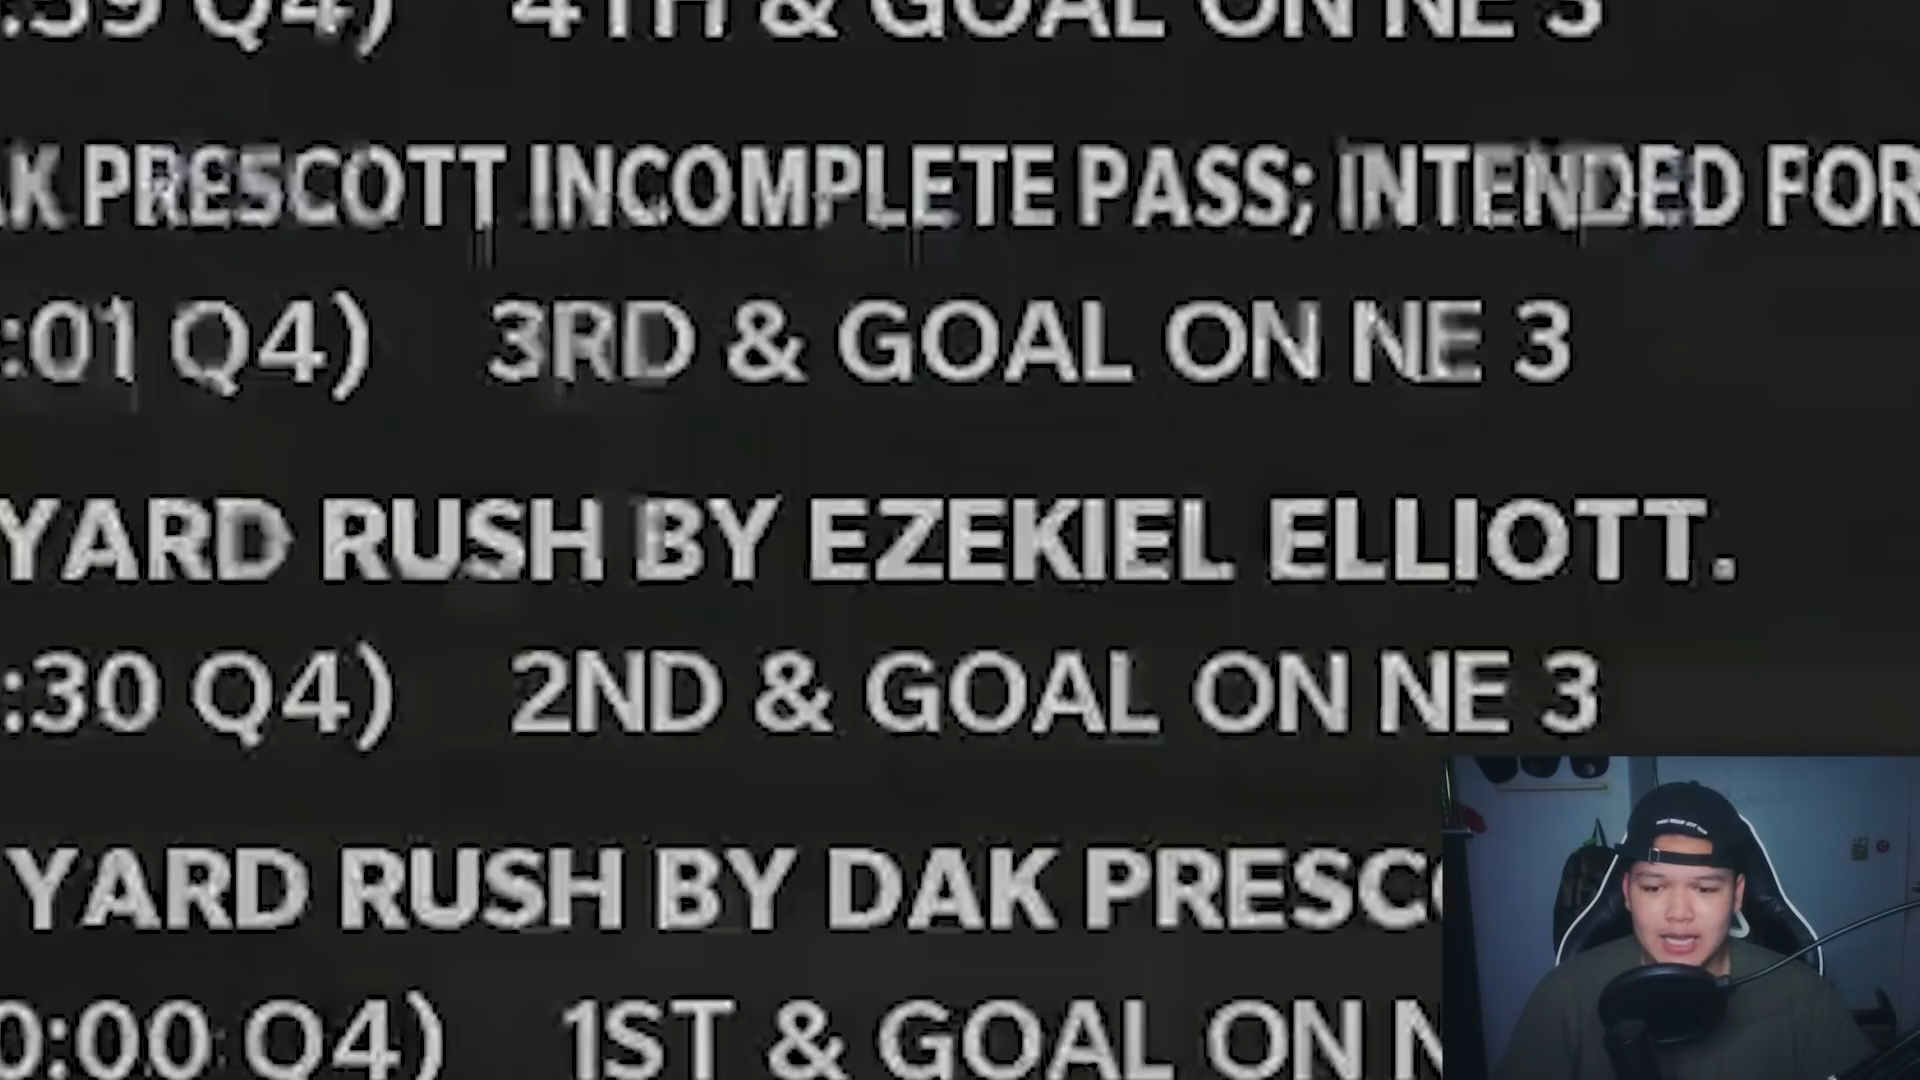 :59 Q4) 4TH & GOAL ON NE 3
AK PRESCOTT INCOMPLETE PASS; INTENDED FOR
:01 Q4) 3RD & GOAL ON NE 3
YARD RUSH BY EZEKIEL ELLIOTT.
:30 Q4) 2ND & GOAL ON NE 3
YARD RUSH BY DAK PRESCO
0:00 Q4) 1ST & GOAL ON N